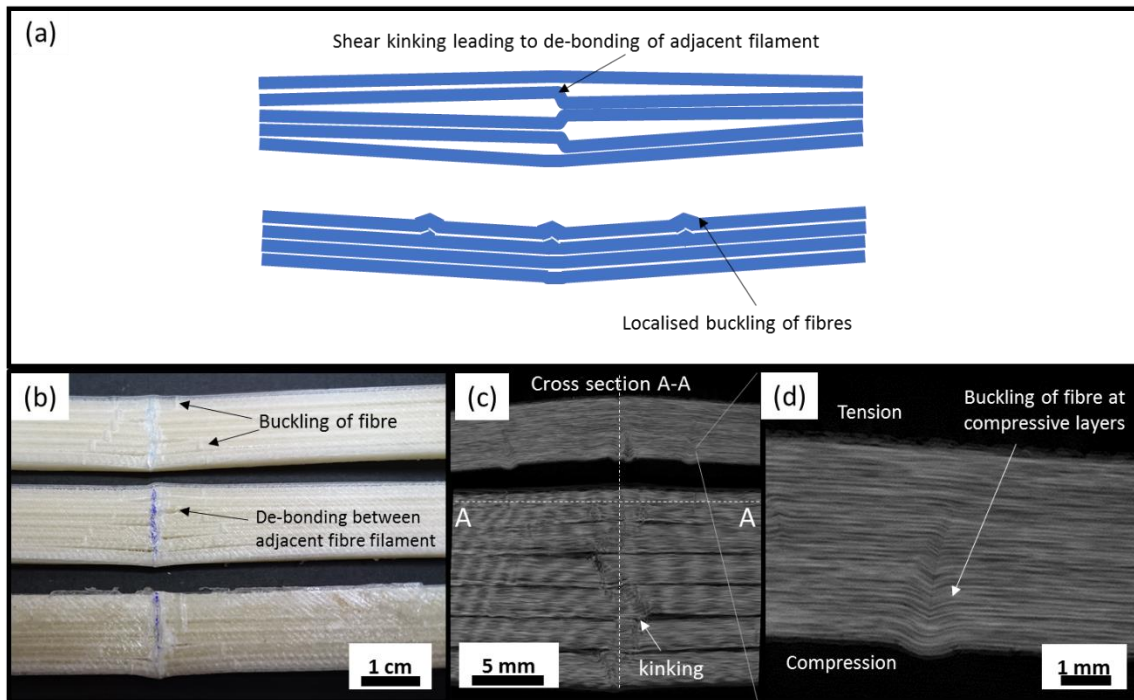 (a)
Shear kinking leading to de-bonding of adjacent filament
Localised buckling of fibres
(b)
Buckling of fibre
De-bonding between
adjacent fibre filament
1 cm
(c)
Cross section A-A
A
A
kinking
5 mm
(d)
Tension
Buckling of fibre at
compressive layers
Compression
1 mm